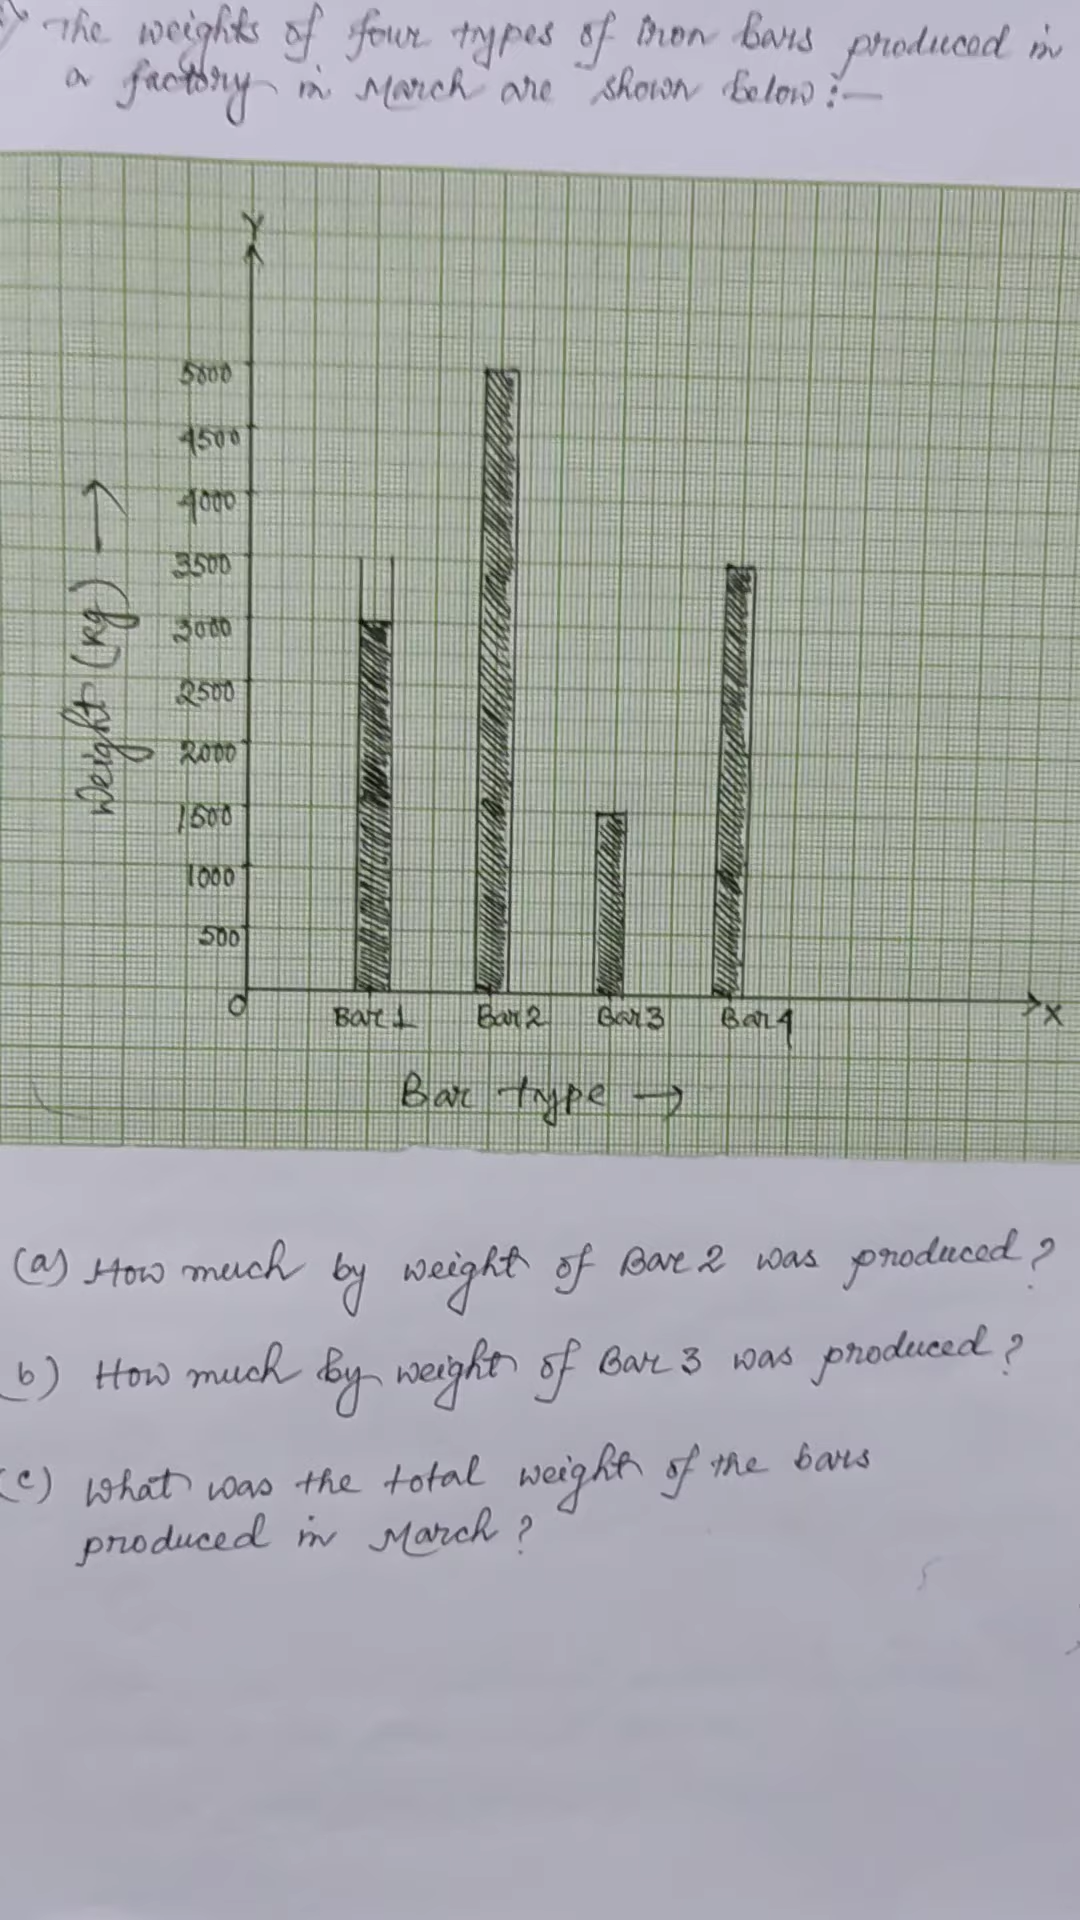 The weights of four types of Iron bars produced in
a factory in March are shown below:—
Y
5000
4500
4000
3500
3000
2500
2000
1500
1000
500
O
Weight (kg) →
Bar 1 Bar 2 Bar 3 Bar 4
X
Bar type →
(a) How much by weight of Bar 2 was produced?
b) How much by weight of Bar 3 was produced?
(c) What was the total weight of the bars
produced in March?